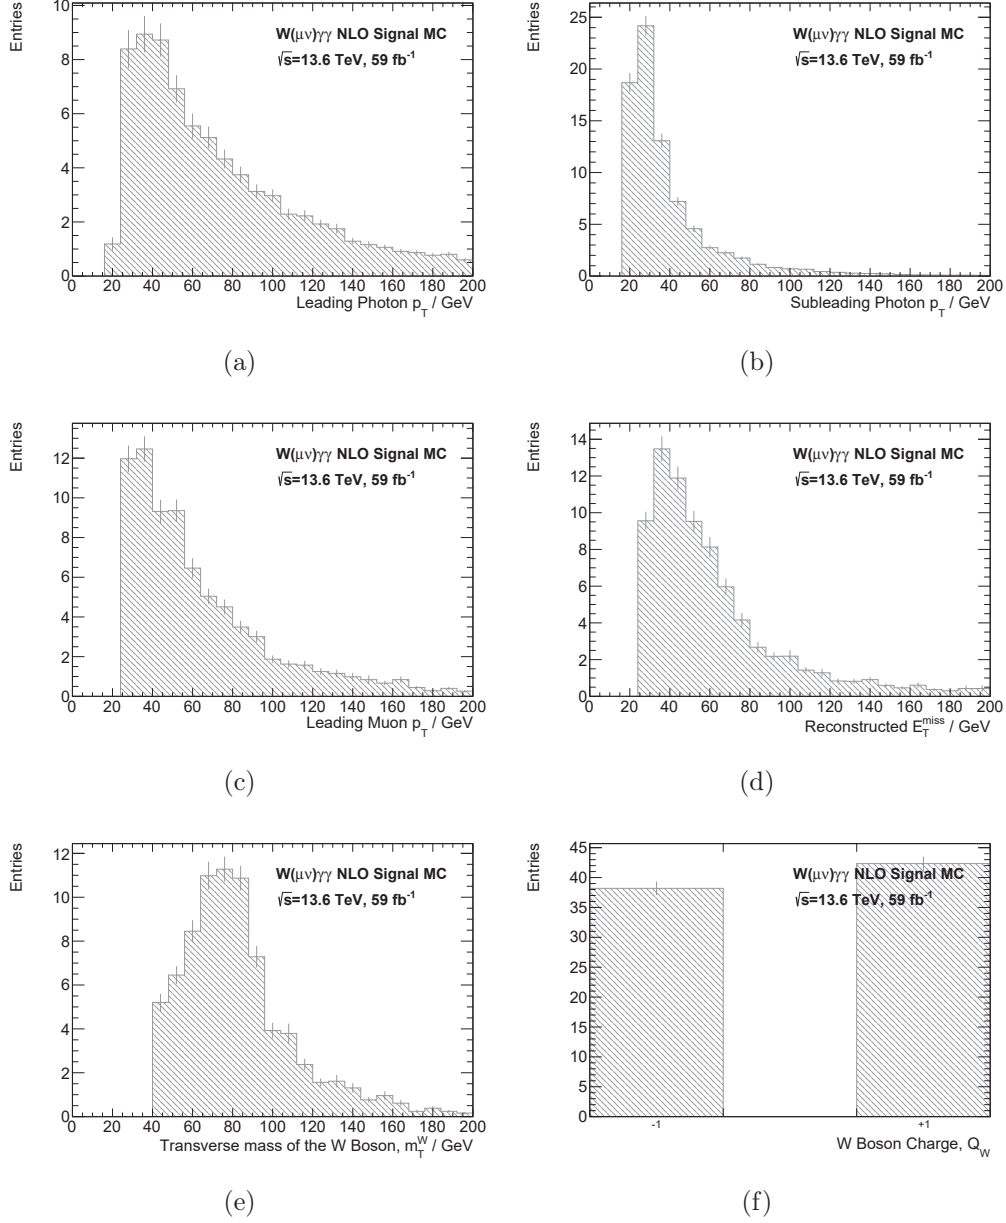 Entries
10
8
6
4
2
0
W(μν)γγ NLO Signal MC
√s=13.6 TeV, 59 fb⁻¹
0 20 40 60 80 100 120 140 160 180 200
Leading Photon p_T / GeV
(a)
Entries
25
20
15
10
5
0
W(μν)γγ NLO Signal MC
√s=13.6 TeV, 59 fb⁻¹
0 20 40 60 80 100 120 140 160 180 200
Subleading Photon p_T / GeV
(b)
Entries
12
10
8
6
4
2
0
W(μν)γγ NLO Signal MC
√s=13.6 TeV, 59 fb⁻¹
0 20 40 60 80 100 120 140 160 180 200
Leading Muon p_T / GeV
(c)
Entries
14
12
10
8
6
4
2
0
W(μν)γγ NLO Signal MC
√s=13.6 TeV, 59 fb⁻¹
0 20 40 60 80 100 120 140 160 180 200
Reconstructed E_T^miss / GeV
(d)
Entries
12
10
8
6
4
2
0
W(μν)γγ NLO Signal MC
√s=13.6 TeV, 59 fb⁻¹
0 20 40 60 80 100 120 140 160 180 200
Transverse mass of the W Boson, m_T^W / GeV
(e)
Entries
45
40
35
30
25
20
15
10
5
0
W(μν)γγ NLO Signal MC
√s=13.6 TeV, 59 fb⁻¹
-1 +1
W Boson Charge, Q_W
(f)